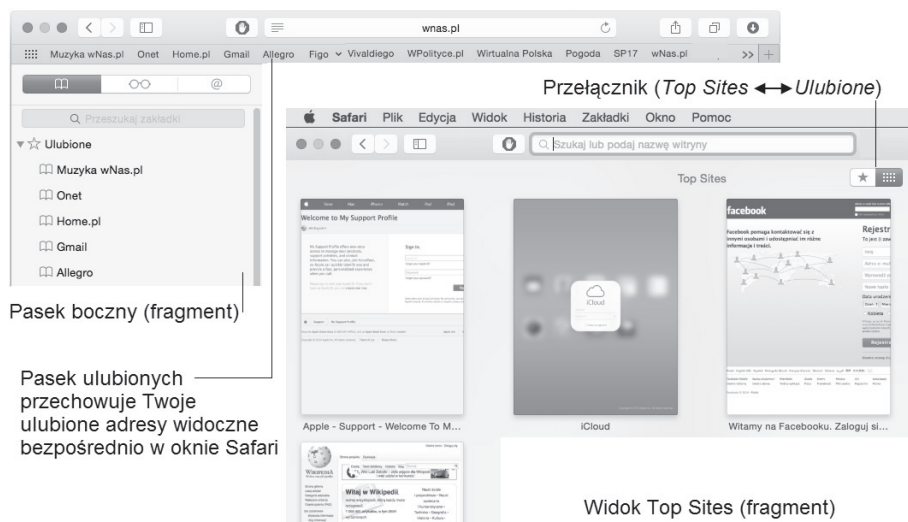 wnas.pl
Muzyka wNas.pl Onet Home.pl Gmail Allegro Figo Vivaldiego WPolityce.pl Wirtualna Polska Pogoda SP17 wNas.pl >> +
@
Przeszukaj zakładki
Ulubione
Muzyka wNas.pl
Onet
Home.pl
Gmail
Allegro
Pasek boczny (fragment)
Pasek ulubionych
przechowuje Twoje
ulubione adresy widoczne
bezpośrednio w oknie Safari
Przełącznik (Top Sites ↔ Ulubione)
Safari Plik Edycja Widok Historia Zakładki Okno Pomoc
Szukaj lub podaj nazwę witryny
Top Sites
Welcome to My Support Profile
Sign in.
Apple - Support - Welcome To M...
iCloud
iCloud
facebook
Facebook pomaga kontaktować się z
innymi osobami i udostępniać im różne
informacje i treści.
Rejestr
Witamy na Facebooku. Zaloguj si...
WIKIPEDIA
Witaj w Wikipedii
Widok Top Sites (fragment)